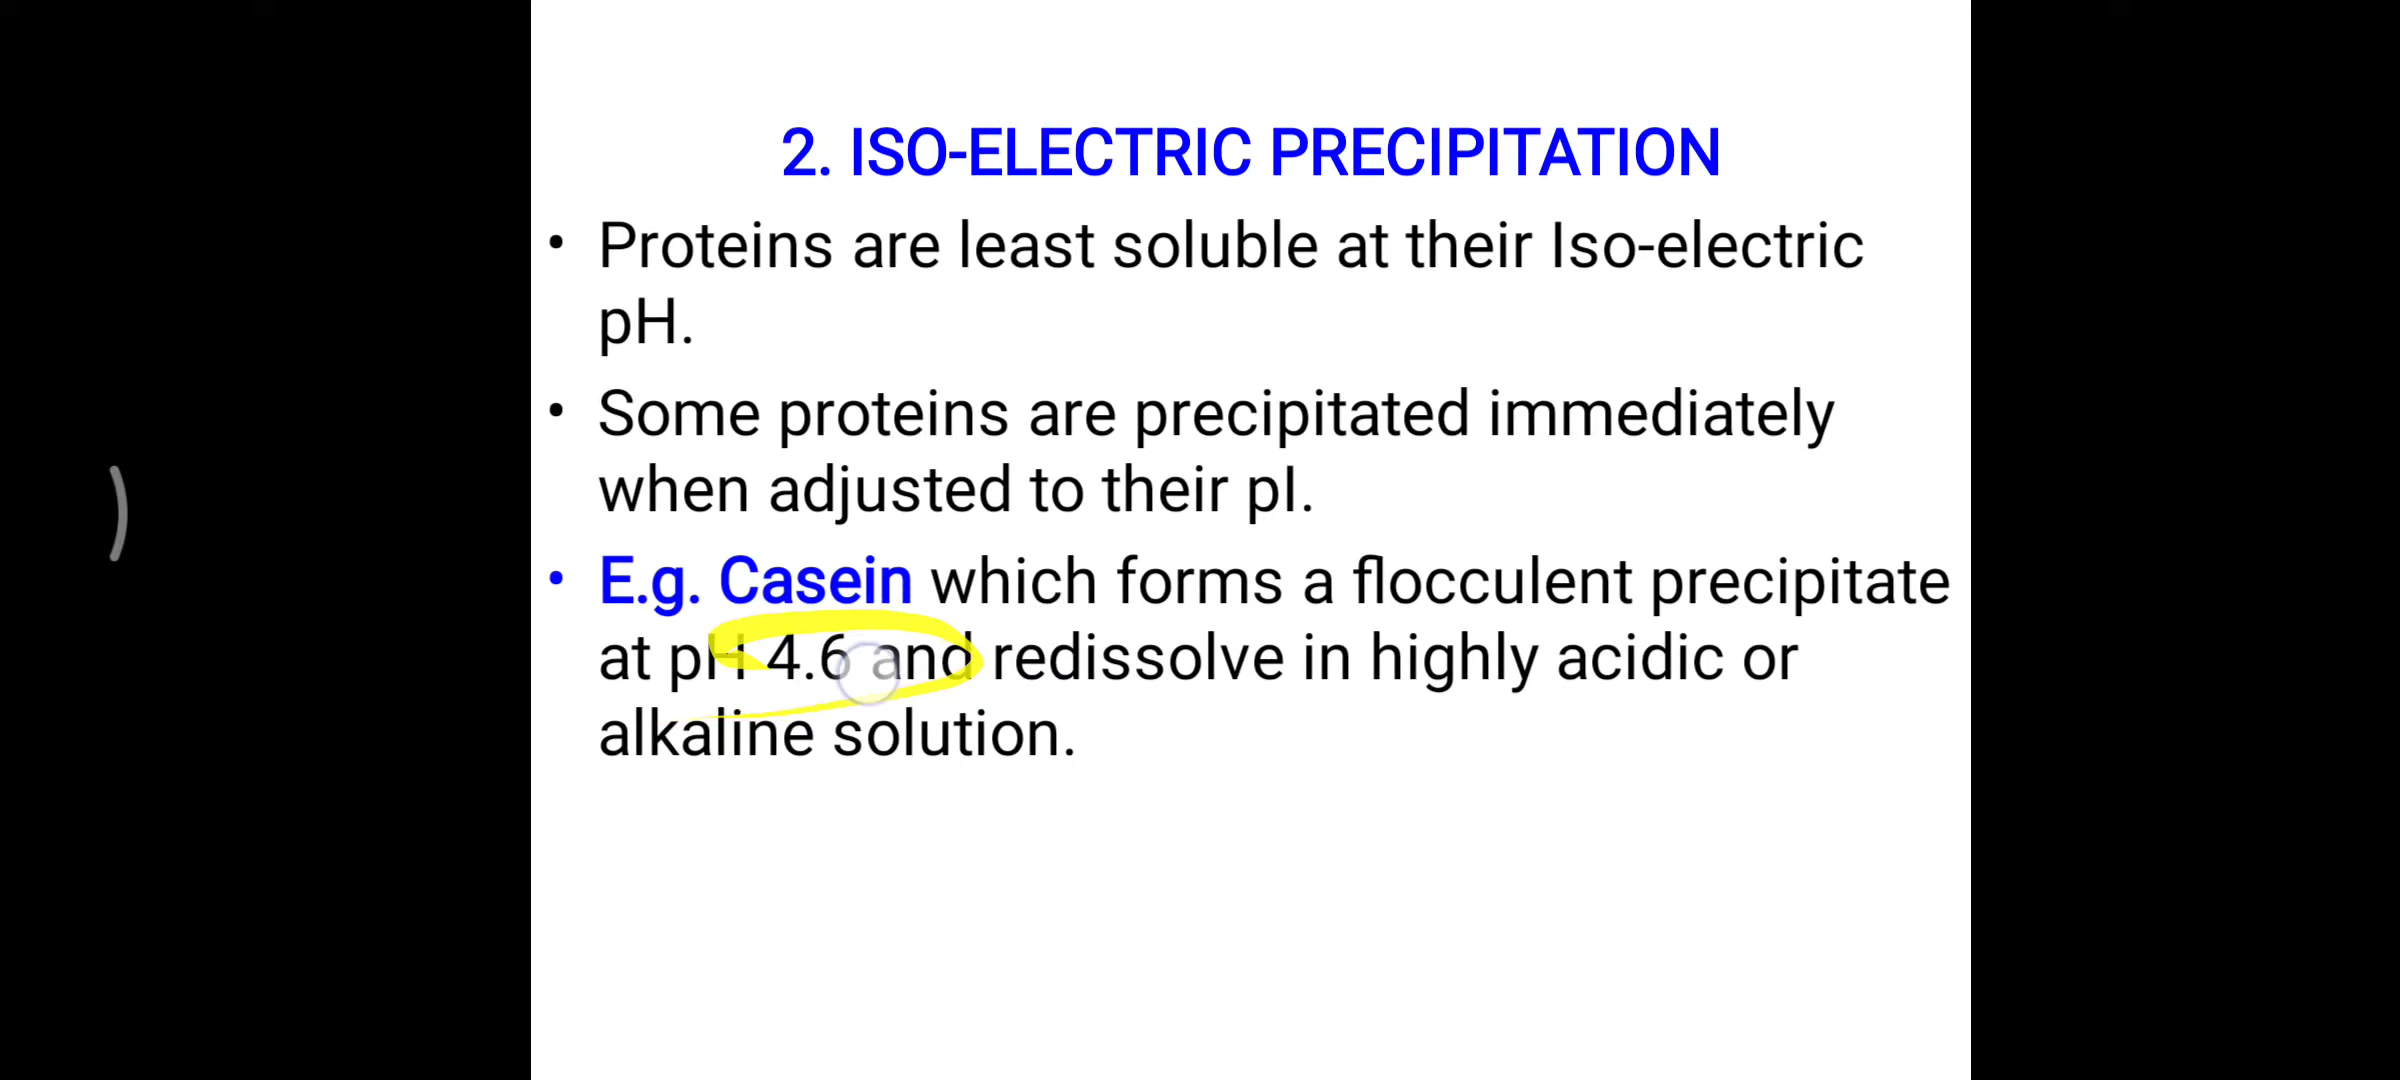 2. ISO-ELECTRIC PRECIPITATION
• Proteins are least soluble at their Iso-electric
pH.
• Some proteins are precipitated immediately
when adjusted to their pI.
• E.g. Casein which forms a flocculent precipitate
at pH 4.6 and redissolve in highly acidic or
alkaline solution.